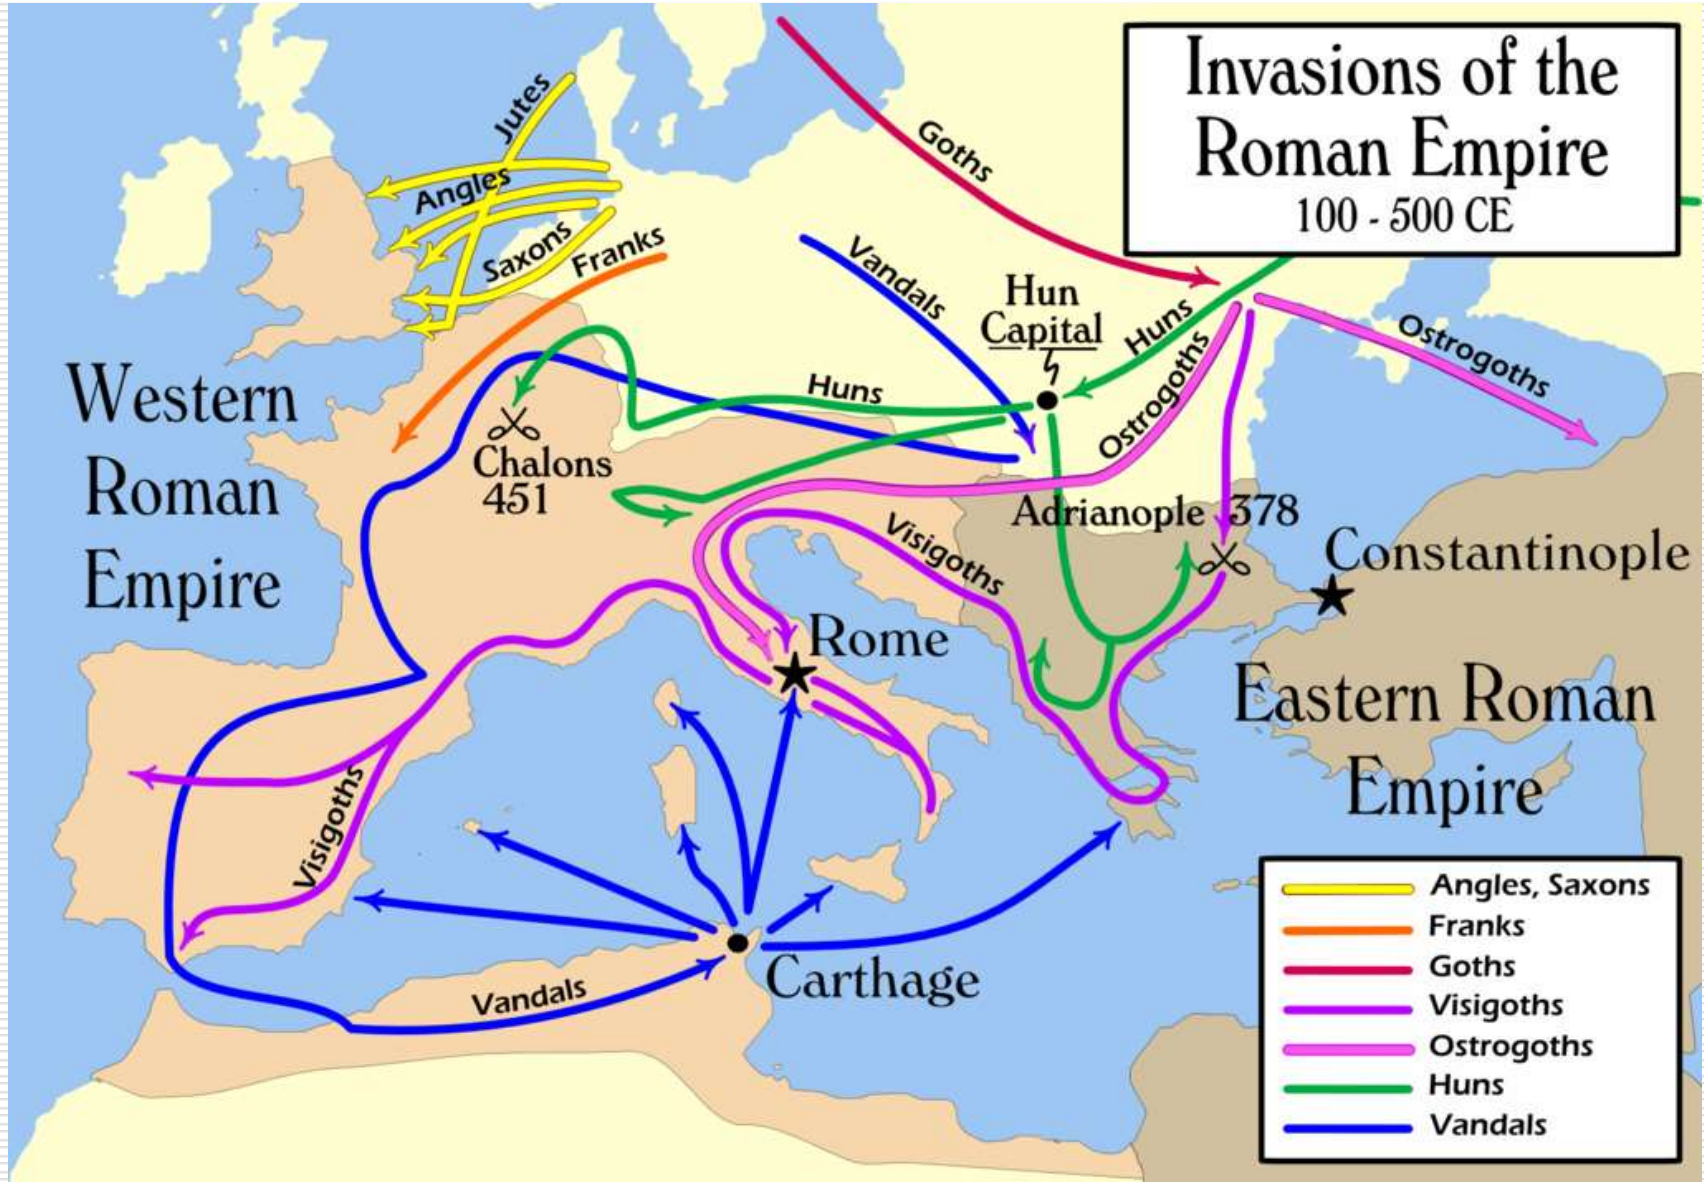 Invasions of the
Roman Empire
100 - 500 CE
Jutes
Angles
Saxons
Franks
Goths
Vandals
Hun
Capital
Huns
Ostrogoths
Ostrogoths
Huns
Western
Roman
Empire
Chalons
451
Adrianople 378
Visigoths
Constantinople
Rome
Eastern Roman
Empire
Visigoths
Carthage
Vandals
Angles, Saxons
Franks
Goths
Visigoths
Ostrogoths
Huns
Vandals